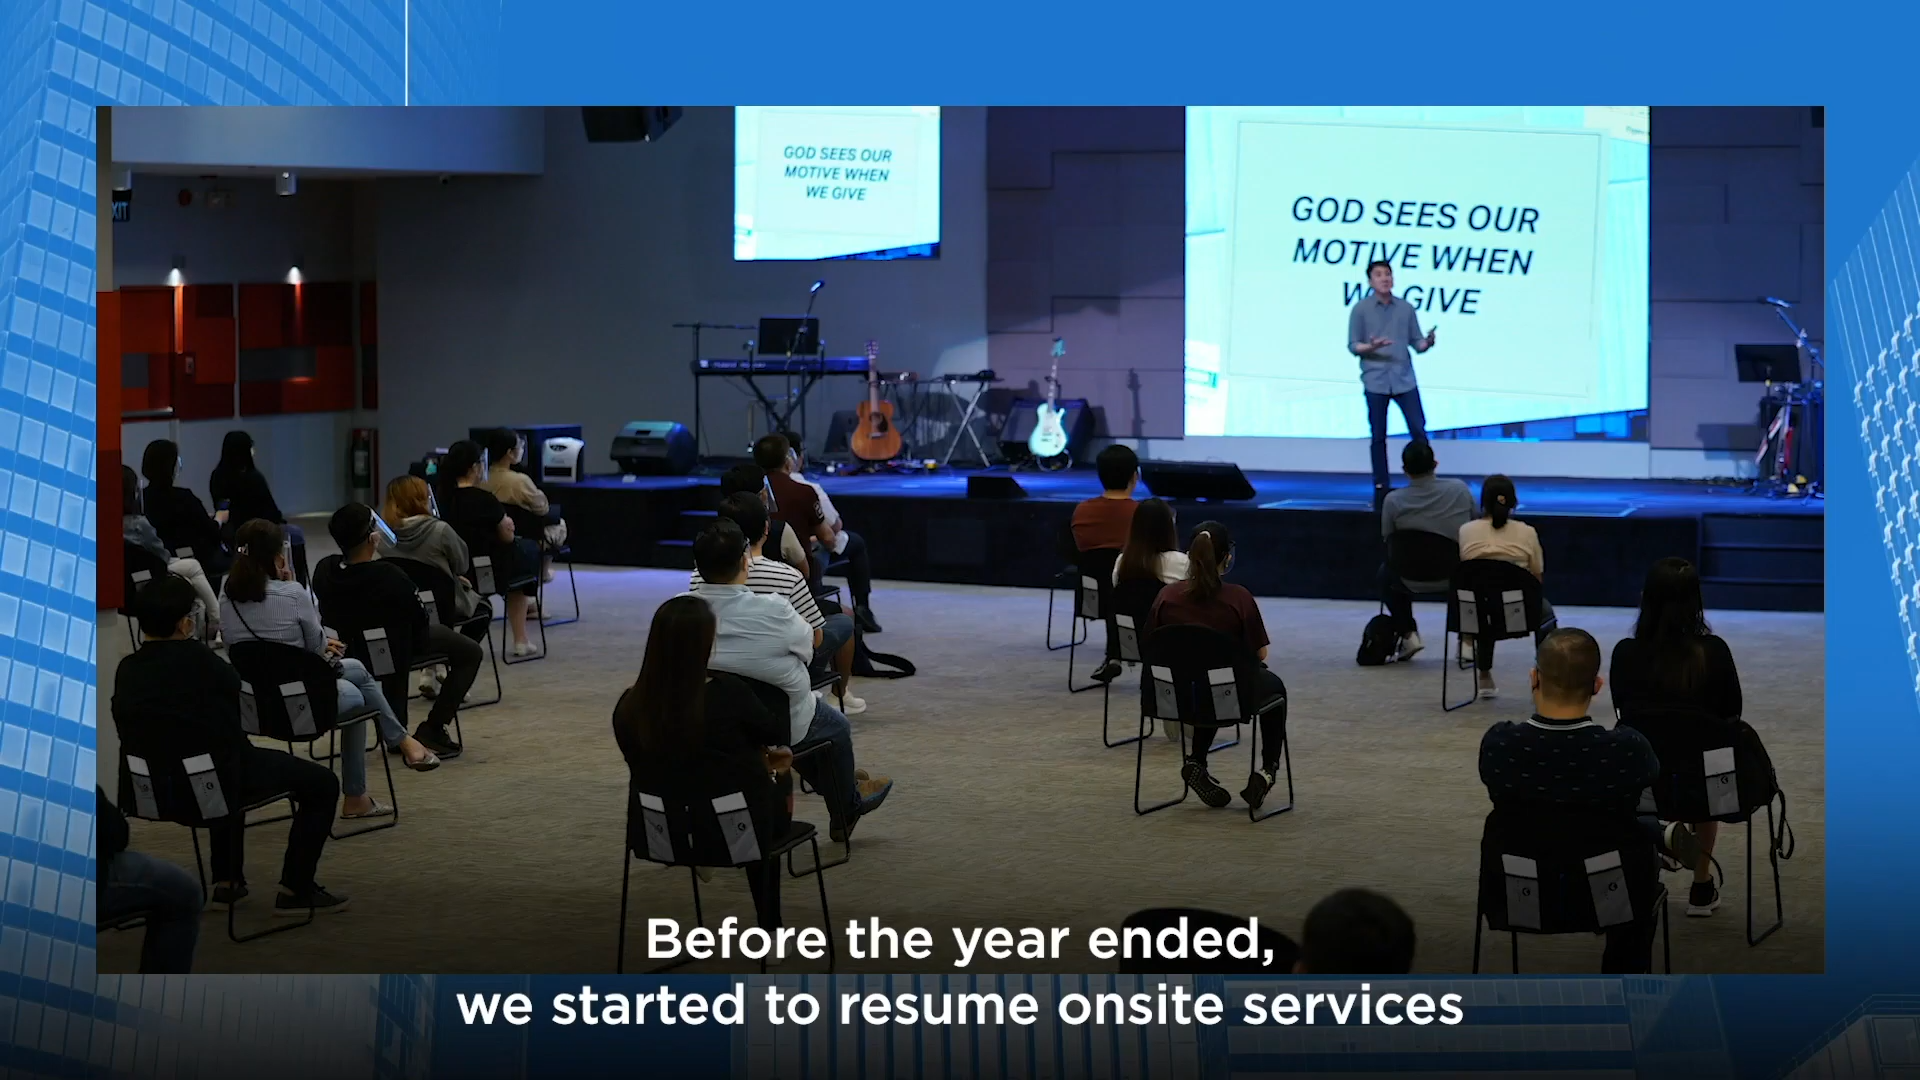 XIT
GOD SEES OUR
MOTIVE WHEN
WE GIVE
GOD SEES OUR
MOTIVE WHEN
GIVE
Before the year ended,
we started to resume onsite services